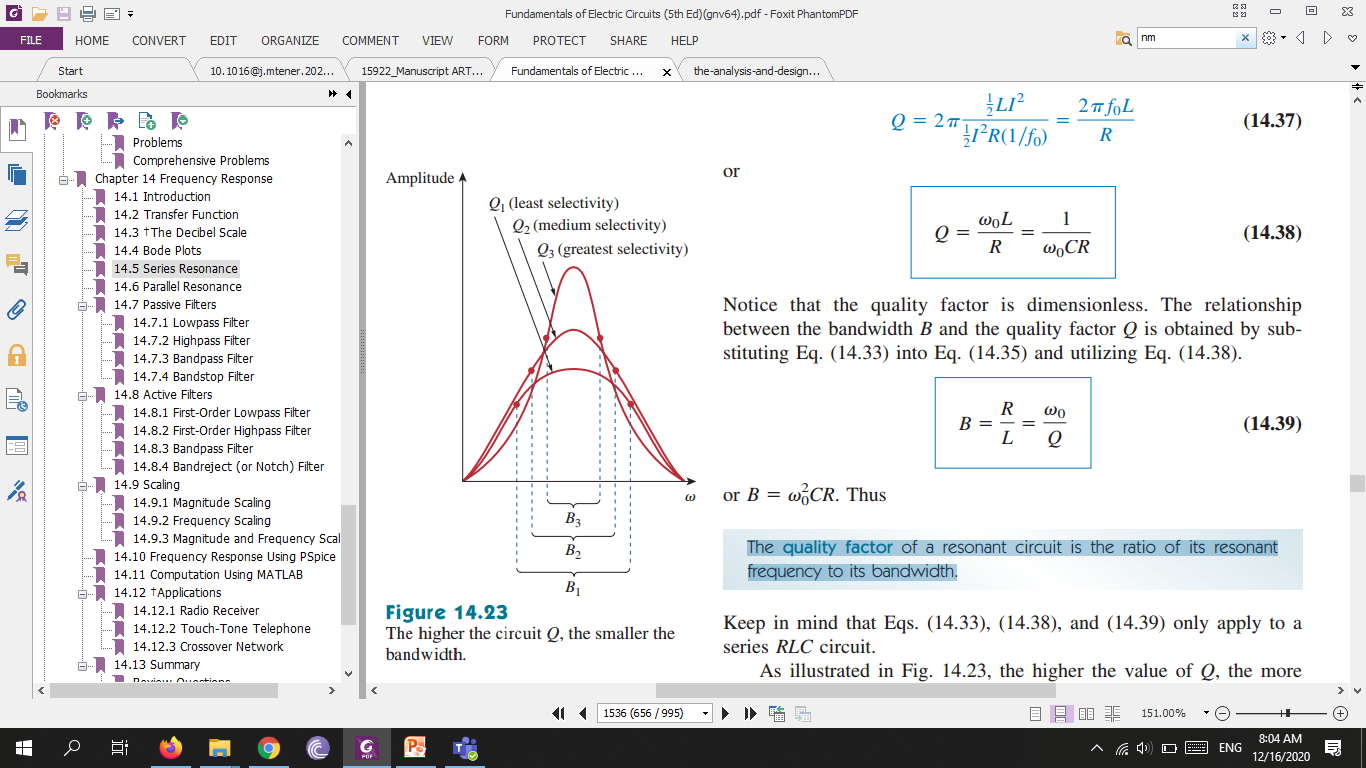 Fundamentals of Electric Circuits (5th Ed)(gnv64).pdf - Foxit PhantomPDF
FILE HOME CONVERT EDIT ORGANIZE COMMENT VIEW FORM PROTECT SHARE HELP
nm
Start
10.1016@j.mtener.202...
15922_Manuscript ART...
Fundamentals of Electric ...
the-analysis-and-design...
Bookmarks
Problems
Comprehensive Problems
Chapter 14 Frequency Response
14.1 Introduction
14.2 Transfer Function
14.3 †The Decibel Scale
14.4 Bode Plots
14.5 Series Resonance
14.6 Parallel Resonance
14.7 Passive Filters
14.7.1 Lowpass Filter
14.7.2 Highpass Filter
14.7.3 Bandpass Filter
14.7.4 Bandstop Filter
14.8 Active Filters
14.8.1 First-Order Lowpass Filter
14.8.2 First-Order Highpass Filter
14.8.3 Bandpass Filter
14.8.4 Bandreject (or Notch) Filter
14.9 Scaling
14.9.1 Magnitude Scaling
14.9.2 Frequency Scaling
14.9.3 Magnitude and Frequency Scal
14.10 Frequency Response Using PSpice
14.11 Computation Using MATLAB
14.12 †Applications
14.12.1 Radio Receiver
14.12.2 Touch-Tone Telephone
14.12.3 Crossover Network
14.13 Summary
Review Questions
Amplitude
Q₁ (least selectivity)
Q₂ (medium selectivity)
Q₃ (greatest selectivity)
ω
B₃
B₂
B₁
Figure 14.23
The higher the circuit Q, the smaller the
bandwidth.
Q = 2π (½LI²)/(½I²R(1/f₀)) = 2πf₀L/R (14.37)
or
Q = ω₀L/R = 1/ω₀CR (14.38)
Notice that the quality factor is dimensionless. The relationship
between the bandwidth B and the quality factor Q is obtained by sub-
stituting Eq. (14.33) into Eq. (14.35) and utilizing Eq. (14.38).
B = R/L = ω₀/Q (14.39)
or B = ω₀²CR. Thus
The quality factor of a resonant circuit is the ratio of its resonant
frequency to its bandwidth.
Keep in mind that Eqs. (14.33), (14.38), and (14.39) only apply to a
series RLC circuit.
As illustrated in Fig. 14.23, the higher the value of Q, the more
1536 (656 / 995)
151.00%
ENG
8:04 AM
12/16/2020